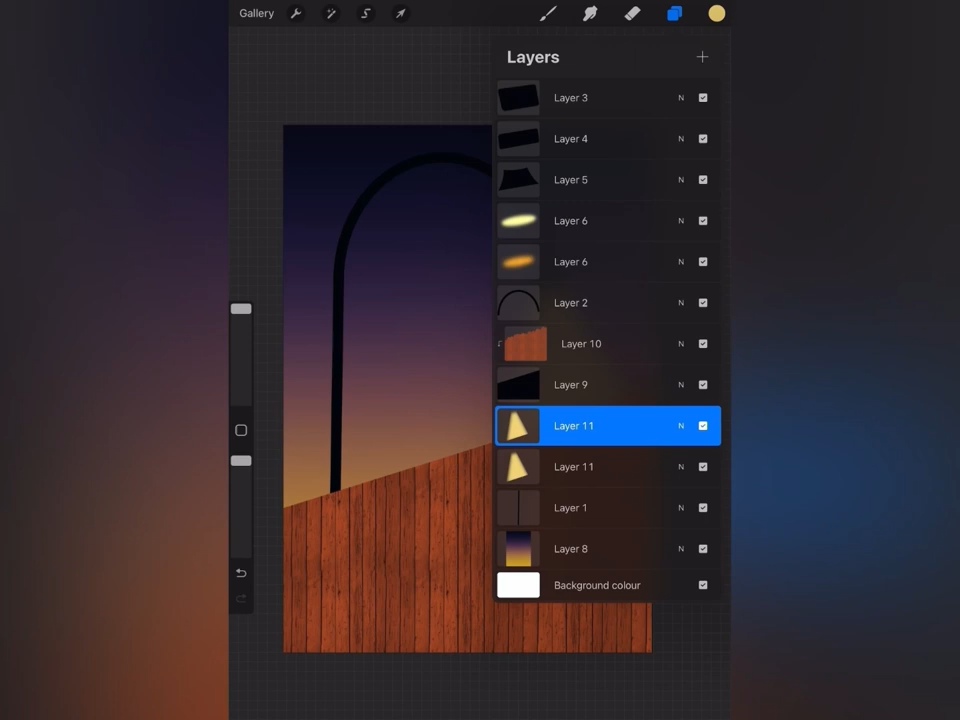 Gallery
Layers
Layer 3 N
Layer 4 N
Layer 5 N
Layer 6 N
Layer 6 N
Layer 2 N
Layer 10 N
Layer 9 N
Layer 11 N
Layer 11 N
Layer 1 N
Layer 8 N
Background colour